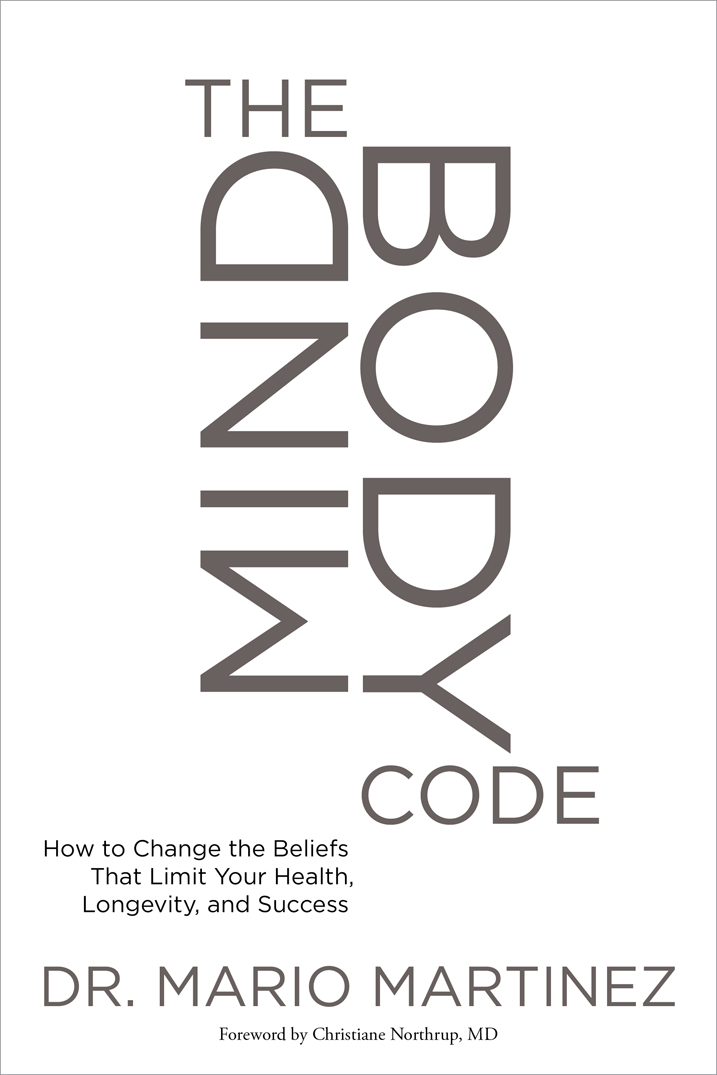 THE
MIND
BODY
CODE
How to Change the Beliefs
That Limit Your Health,
Longevity, and Success
DR. MARIO MARTINEZ
Foreword by Christiane Northrup, MD